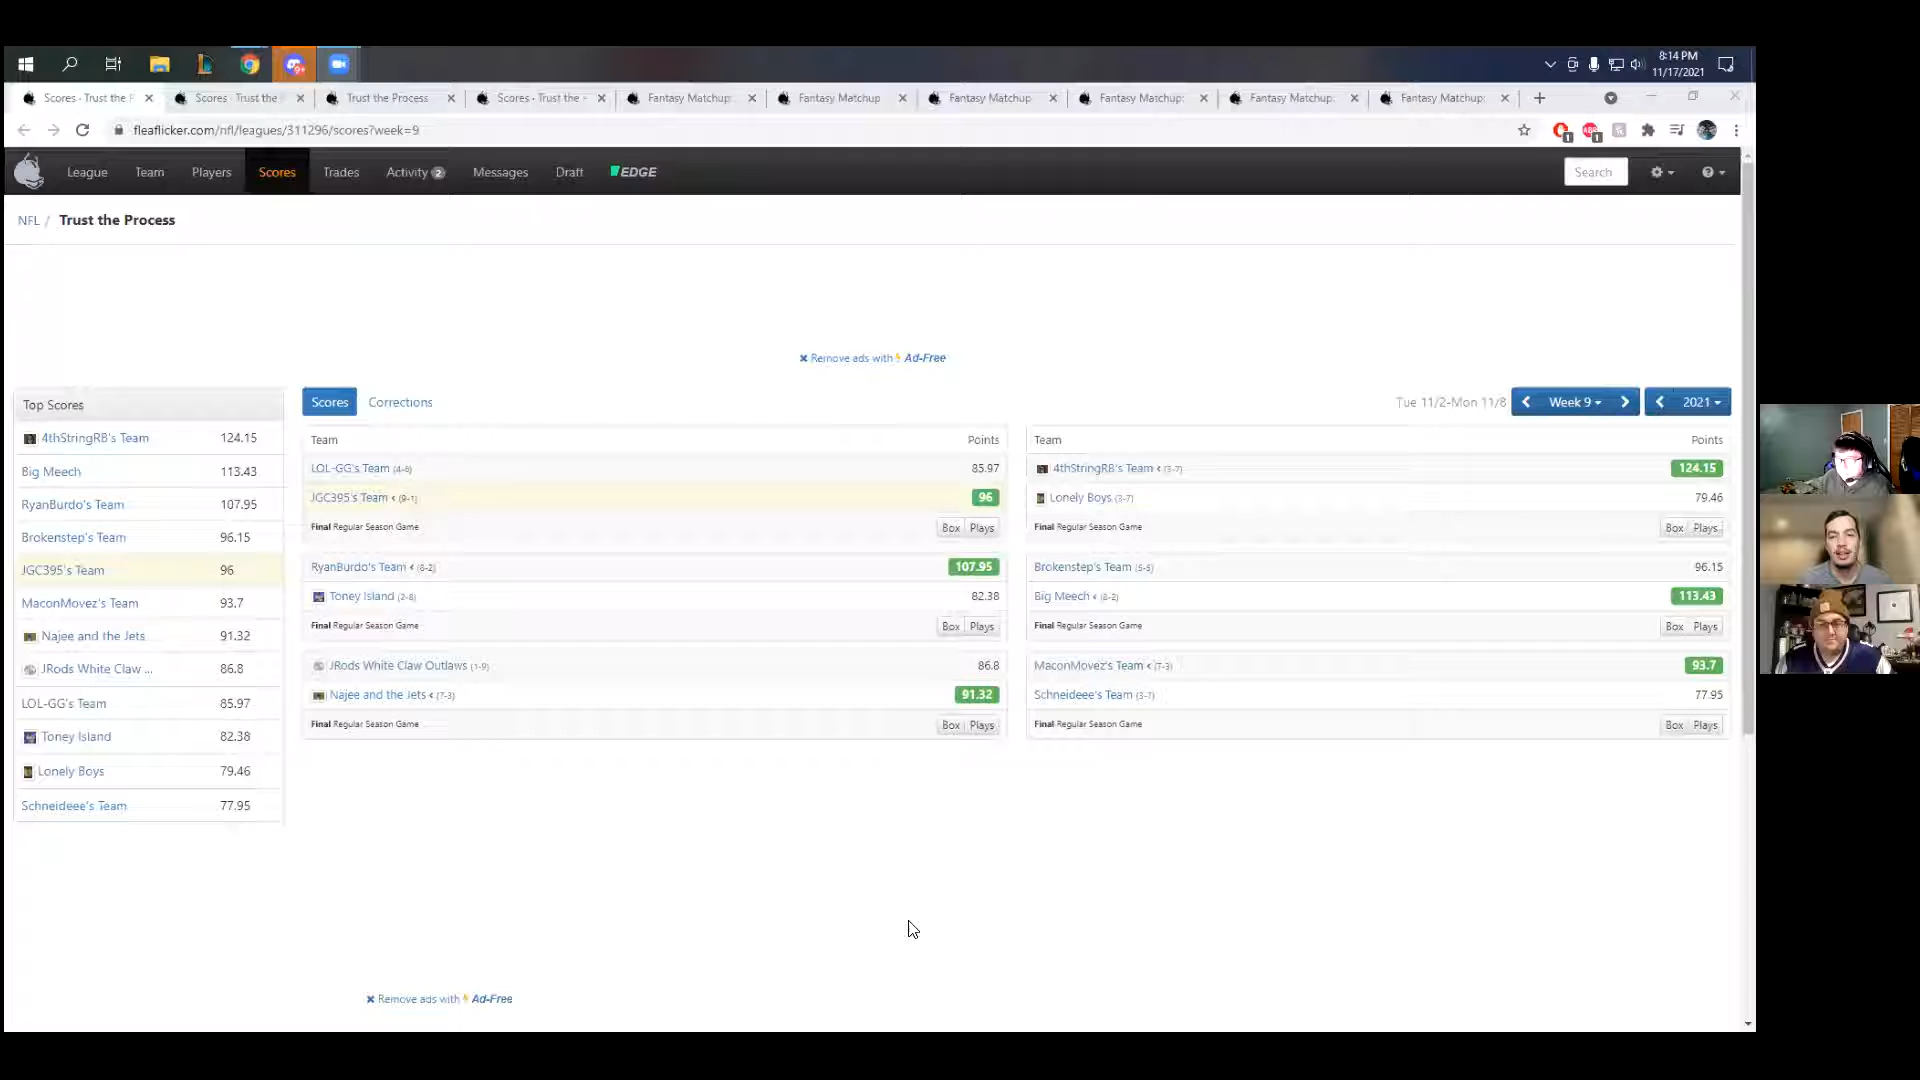 8:14 PM
11/17/2021
Scores - Trust the P
Scores - Trust the
Trust the Process
Scores - Trust the
Fantasy Matchup:
Fantasy Matchup
Fantasy Matchup
Fantasy Matchup:
Fantasy Matchup:
Fantasy Matchup:
fleaflicker.com/nfl/leagues/311296/scores?week=9
League Team Players Scores Trades Activity 2 Messages Draft EDGE Search
NFL / Trust the Process
Remove ads with Ad-Free
Top Scores
4thStringRB's Team 124.15
Big Meech 113.43
RyanBurdo's Team 107.95
Brokenstep's Team 96.15
JGC395's Team 96
MaconMovez's Team 93.7
Najee and the Jets 91.32
JRods White Claw ... 86.8
LOL-GG's Team 85.97
Toney Island 82.38
Lonely Boys 79.46
Schneideee's Team 77.95
Scores Corrections
Tue 11/2-Mon 11/8 Week 9 2021
Team Points
LOL-GG's Team (4-6) 85.97
JGC395's Team (9-1) 96
Final Regular Season Game Box Plays
RyanBurdo's Team (8-2) 107.95
Toney Island (2-8) 82.38
Final Regular Season Game Box Plays
JRods White Claw Outlaws (1-9) 86.8
Najee and the Jets (7-3) 91.32
Final Regular Season Game Box Plays
Team Points
4thStringRB's Team (3-7) 124.15
Lonely Boys (3-7) 79.46
Final Regular Season Game Box Plays
Brokenstep's Team (5-5) 96.15
Big Meech (8-2) 113.43
Final Regular Season Game Box Plays
MaconMovez's Team (7-3) 93.7
Schneideee's Team (3-7) 77.95
Final Regular Season Game Box Plays
Remove ads with Ad-Free